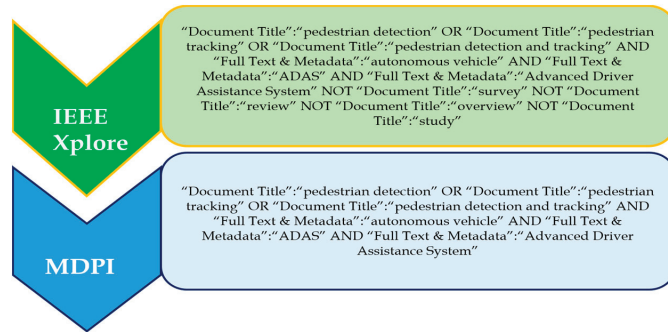 IEEE
Xplore
“Document Title”:“pedestrian detection” OR “Document Title”:“pedestrian
tracking” OR “Document Title”:“pedestrian detection and tracking” AND
“Full Text & Metadata”:“autonomous vehicle” AND “Full Text &
Metadata”:“ADAS” AND “Full Text & Metadata”:“Advanced Driver
Assistance System” NOT “Document Title”:“survey” NOT “Document
Title”:“review” NOT “Document Title”:“overview” NOT “Document
Title”:“study”
MDPI
“Document Title”:“pedestrian detection” OR “Document Title”:“pedestrian
tracking” OR “Document Title”:“pedestrian detection and tracking” AND
“Full Text & Metadata”:“autonomous vehicle” AND “Full Text &
Metadata”:“ADAS” AND “Full Text & Metadata”:“Advanced Driver
Assistance System”